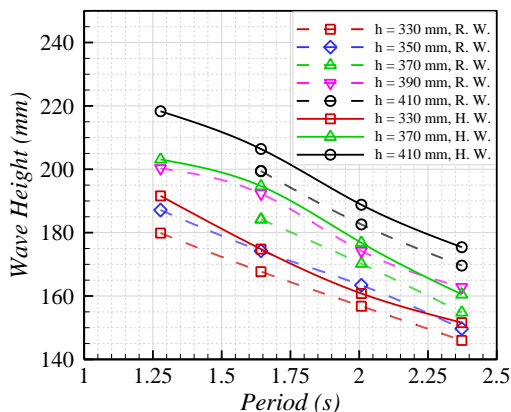 250
240
220
200
180
160
140
Wave Height (mm)
h = 330 mm, R. W.
h = 350 mm, R. W.
h = 370 mm, R. W.
h = 390 mm, R. W.
h = 410 mm, R. W.
h = 330 mm, H. W.
h = 370 mm, H. W.
h = 410 mm, H. W.
1 1.25 1.5 1.75 2 2.25 2.5
Period (s)